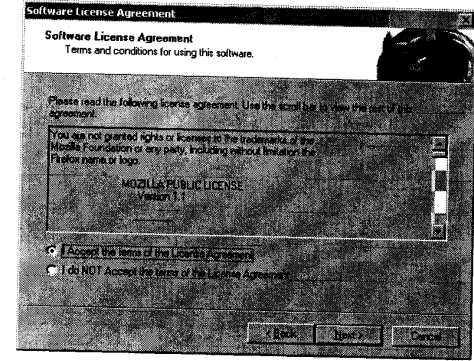 Software License Agreement
Software License Agreement
Terms and conditions for using this software.
Please read the following license agreement. Use the scroll bar to view the rest of this
agreement.
You are not granted rights or licenses to the trademarks of the
Mozilla Foundation or any party, including without limitation the
Firefox name or logo.
MOZILLA PUBLIC LICENSE
Version 1.1
I Accept the terms of the License Agreement
I do NOT Accept the terms of the License Agreement
< Back Next > Cancel